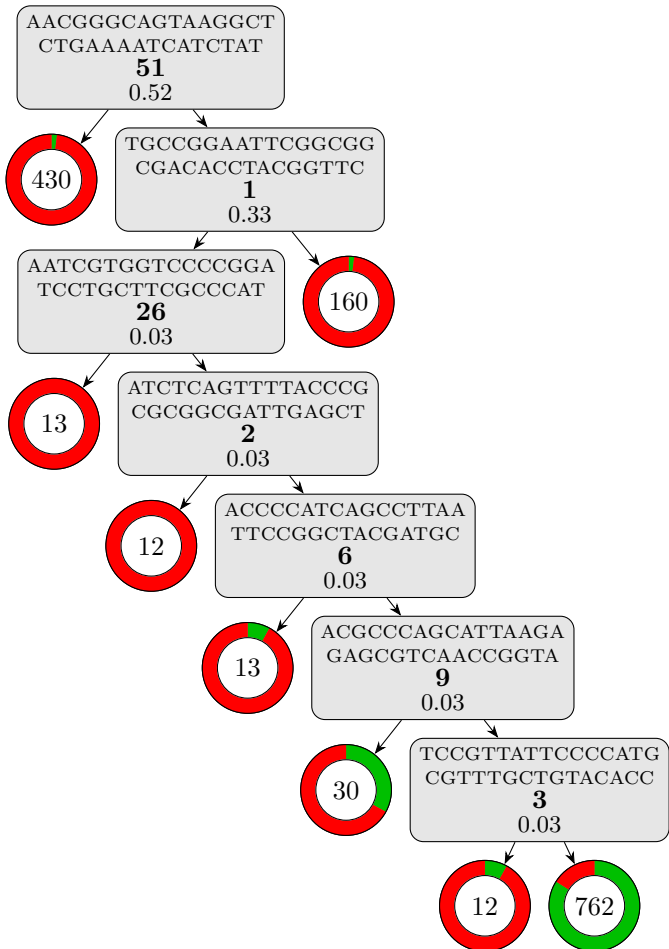 AACGGGCAGTAAGGCT
CTGAAAATCATCTAT
51
0.52
430
TGCCGGAATTCGGCGG
CGACACCTACGGTTC
1
0.33
AATCGTGGTCCCCGGA
TCCTGCTTCGCCCAT
26
0.03
160
13
ATCTCAGTTTTACCCG
CGCGGCGATTGAGCT
2
0.03
12
ACCCCATCAGCCTTAA
TTCCGGCTACGATGC
6
0.03
13
ACGCCCAGCATTAAGA
GAGCGTCAACCGGTA
9
0.03
30
TCCGTTATTCCCCATG
CGTTTGCTGTACACC
3
0.03
12
762